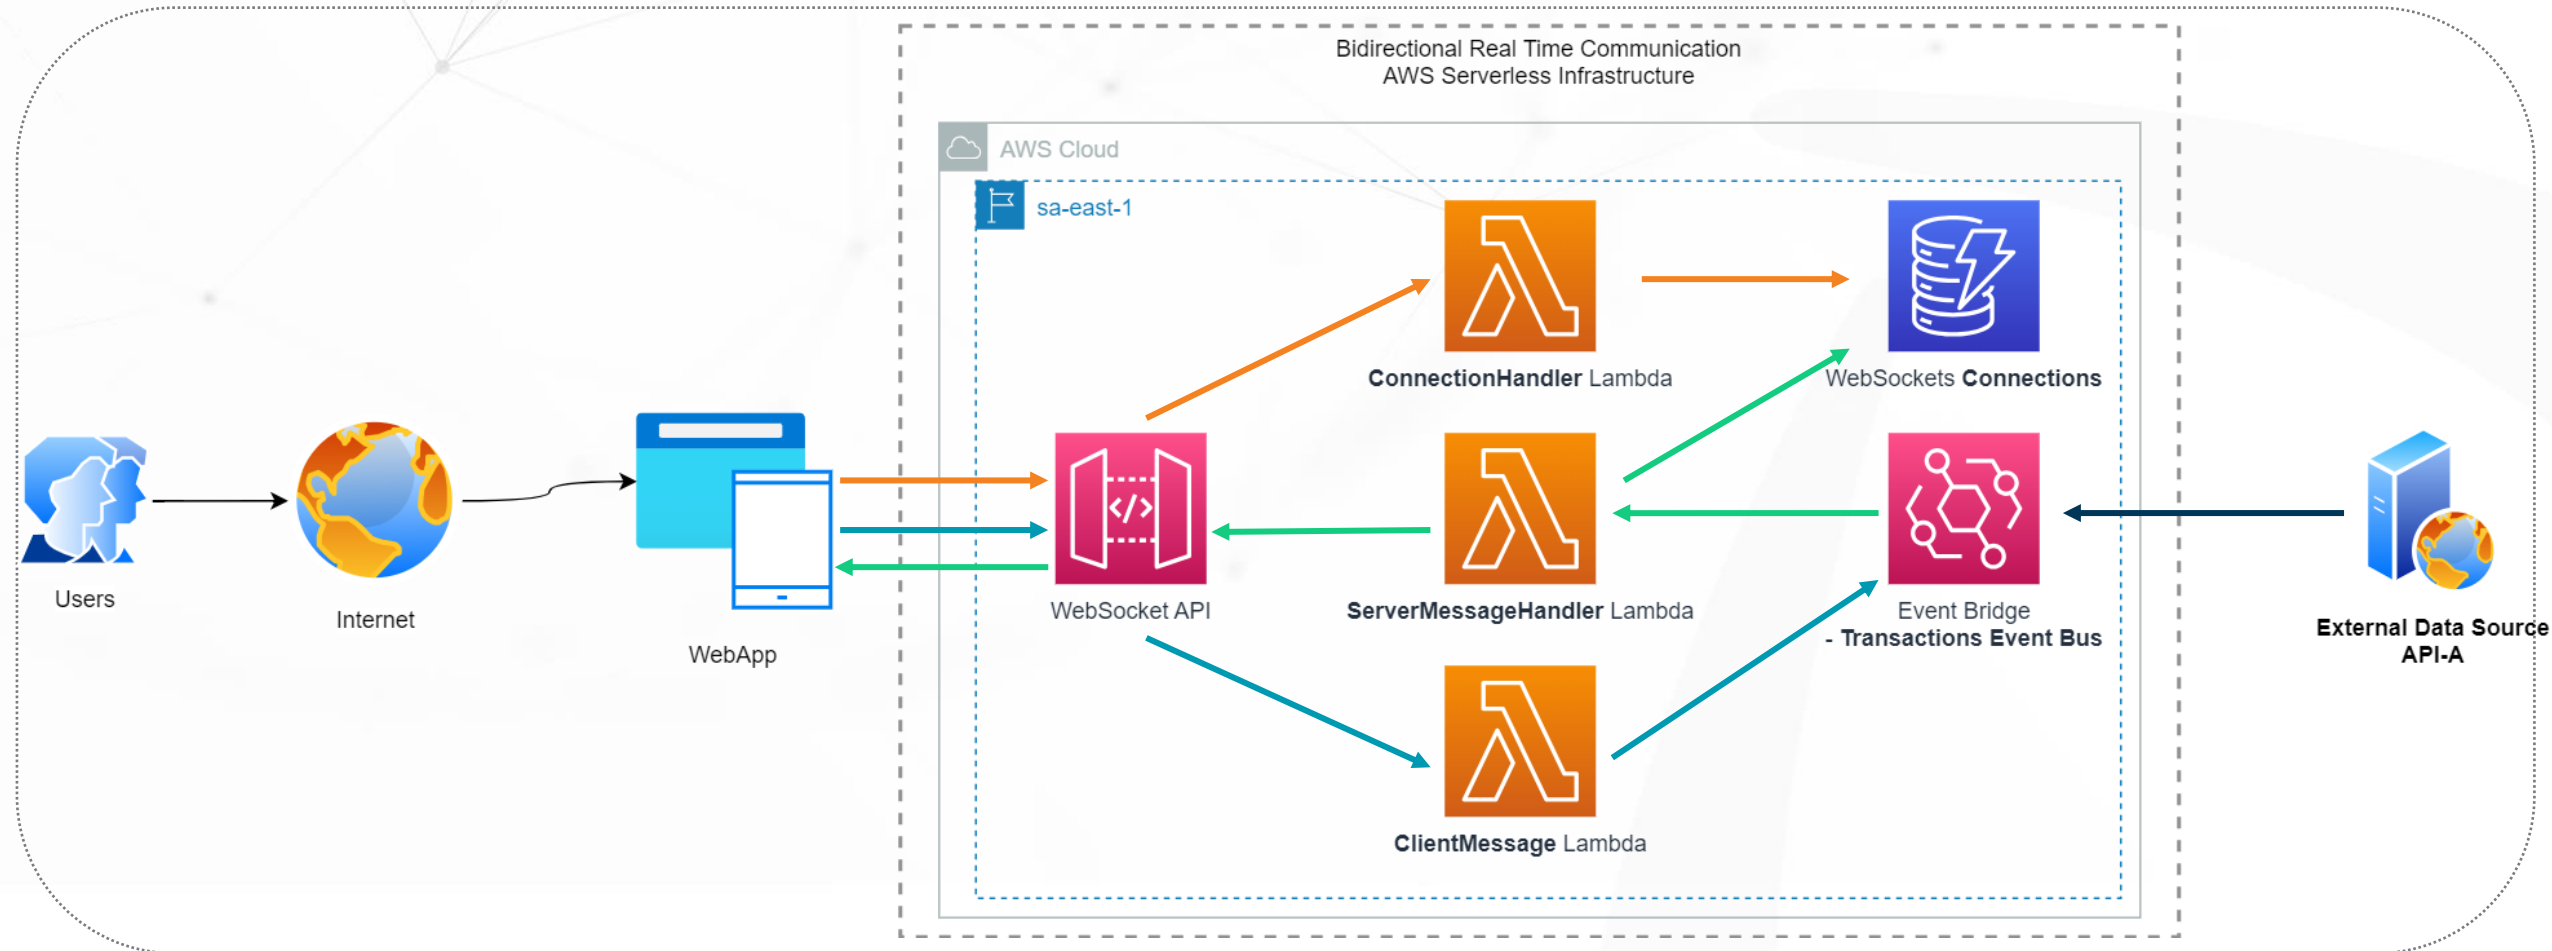 Bidirectional Real Time Communication
AWS Serverless Infrastructure
AWS Cloud
sa-east-1
ConnectionHandler Lambda
WebSockets Connections
Users
Internet
WebApp
WebSocket API
</>
ServerMessageHandler Lambda
Event Bridge
- Transactions Event Bus
External Data Source
API-A
ClientMessage Lambda